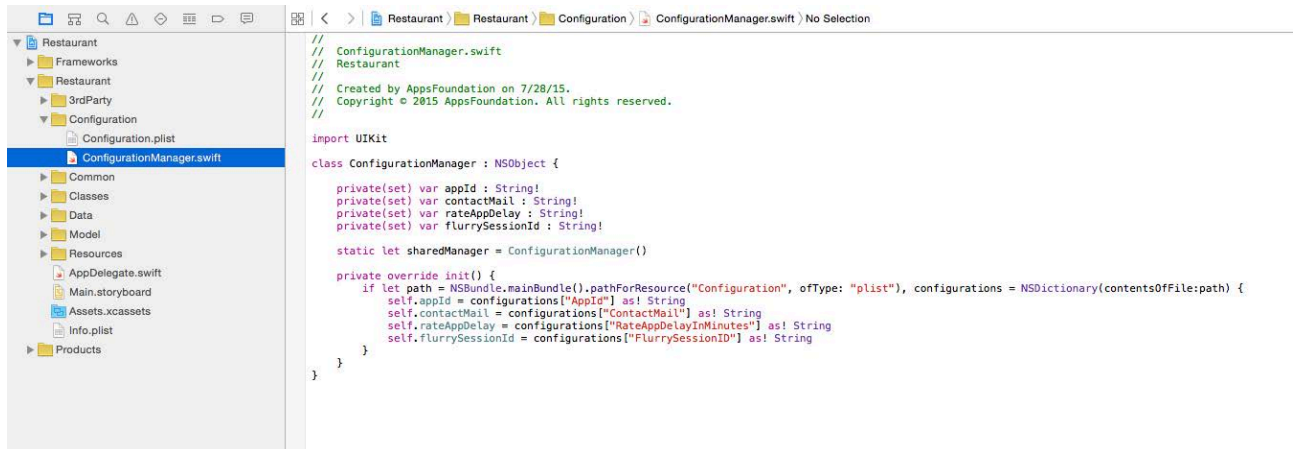 Restaurant Restaurant Configuration ConfigurationManager.swift No Selection
Restaurant
Frameworks
Restaurant
3rdParty
Configuration
Configuration.plist
ConfigurationManager.swift
Common
Classes
Data
Model
Resources
AppDelegate.swift
Main.storyboard
Assets.xcassets
Info.plist
Products
//
//  ConfigurationManager.swift
//  Restaurant
//
//  Created by AppsFoundation on 7/28/15.
//  Copyright © 2015 AppsFoundation. All rights reserved.
//
import UIKit
class ConfigurationManager : NSObject {
private(set) var appId : String!
private(set) var contactMail : String!
private(set) var rateAppDelay : String!
private(set) var flurrySessionId : String!
static let sharedManager = ConfigurationManager()
private override init() {
if let path = NSBundle.mainBundle().pathForResource("Configuration", ofType: "plist"), configurations = NSDictionary(contentsOfFile:path) {
self.appId = configurations["AppId"] as! String
self.contactMail = configurations["ContactMail"] as! String
self.rateAppDelay = configurations["RateAppDelayInMinutes"] as! String
self.flurrySessionId = configurations["FlurrySessionID"] as! String
}
}
}